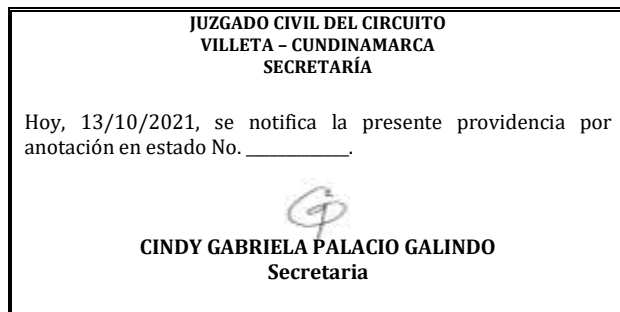 JUZGADO CIVIL DEL CIRCUITO
VILLETA – CUNDINAMARCA
SECRETARÍA
Hoy, 13/10/2021, se notifica la presente providencia por
anotación en estado No. ____________.
CINDY GABRIELA PALACIO GALINDO
Secretaria